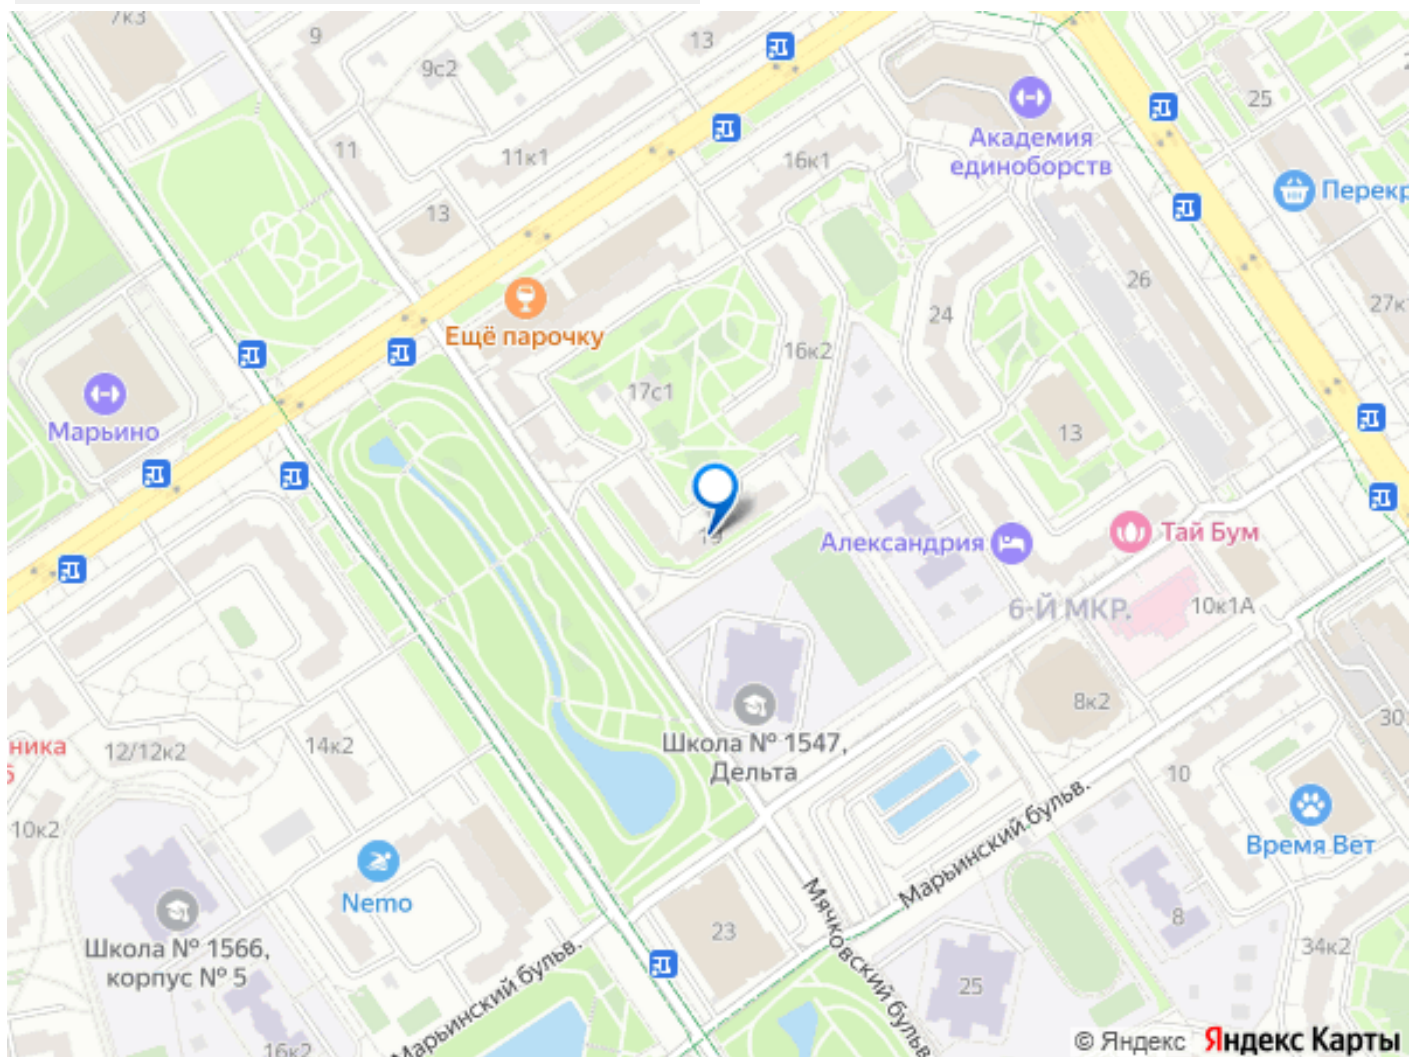 7к3
9
13
9с2
25
Академия
единоборств
11
11к1
16к1
Перекр
13
26
27к
24
Ещё парочку
16к2
17с1
Марьино
13
19
Александрия
Тай Бум
6-Й МКР.
10к1А
8к2
30
ника
12/12к2
14к2
Школа № 1547,
Дельта
10
10к2
Время Вет
Nemo
Марьинский бульв.
Мячковский бульв
8
23
Школа № 1566,
корпус № 5
34к2
25
Марьинский бульв.
16к2
© Яндекс Яндекс Карты